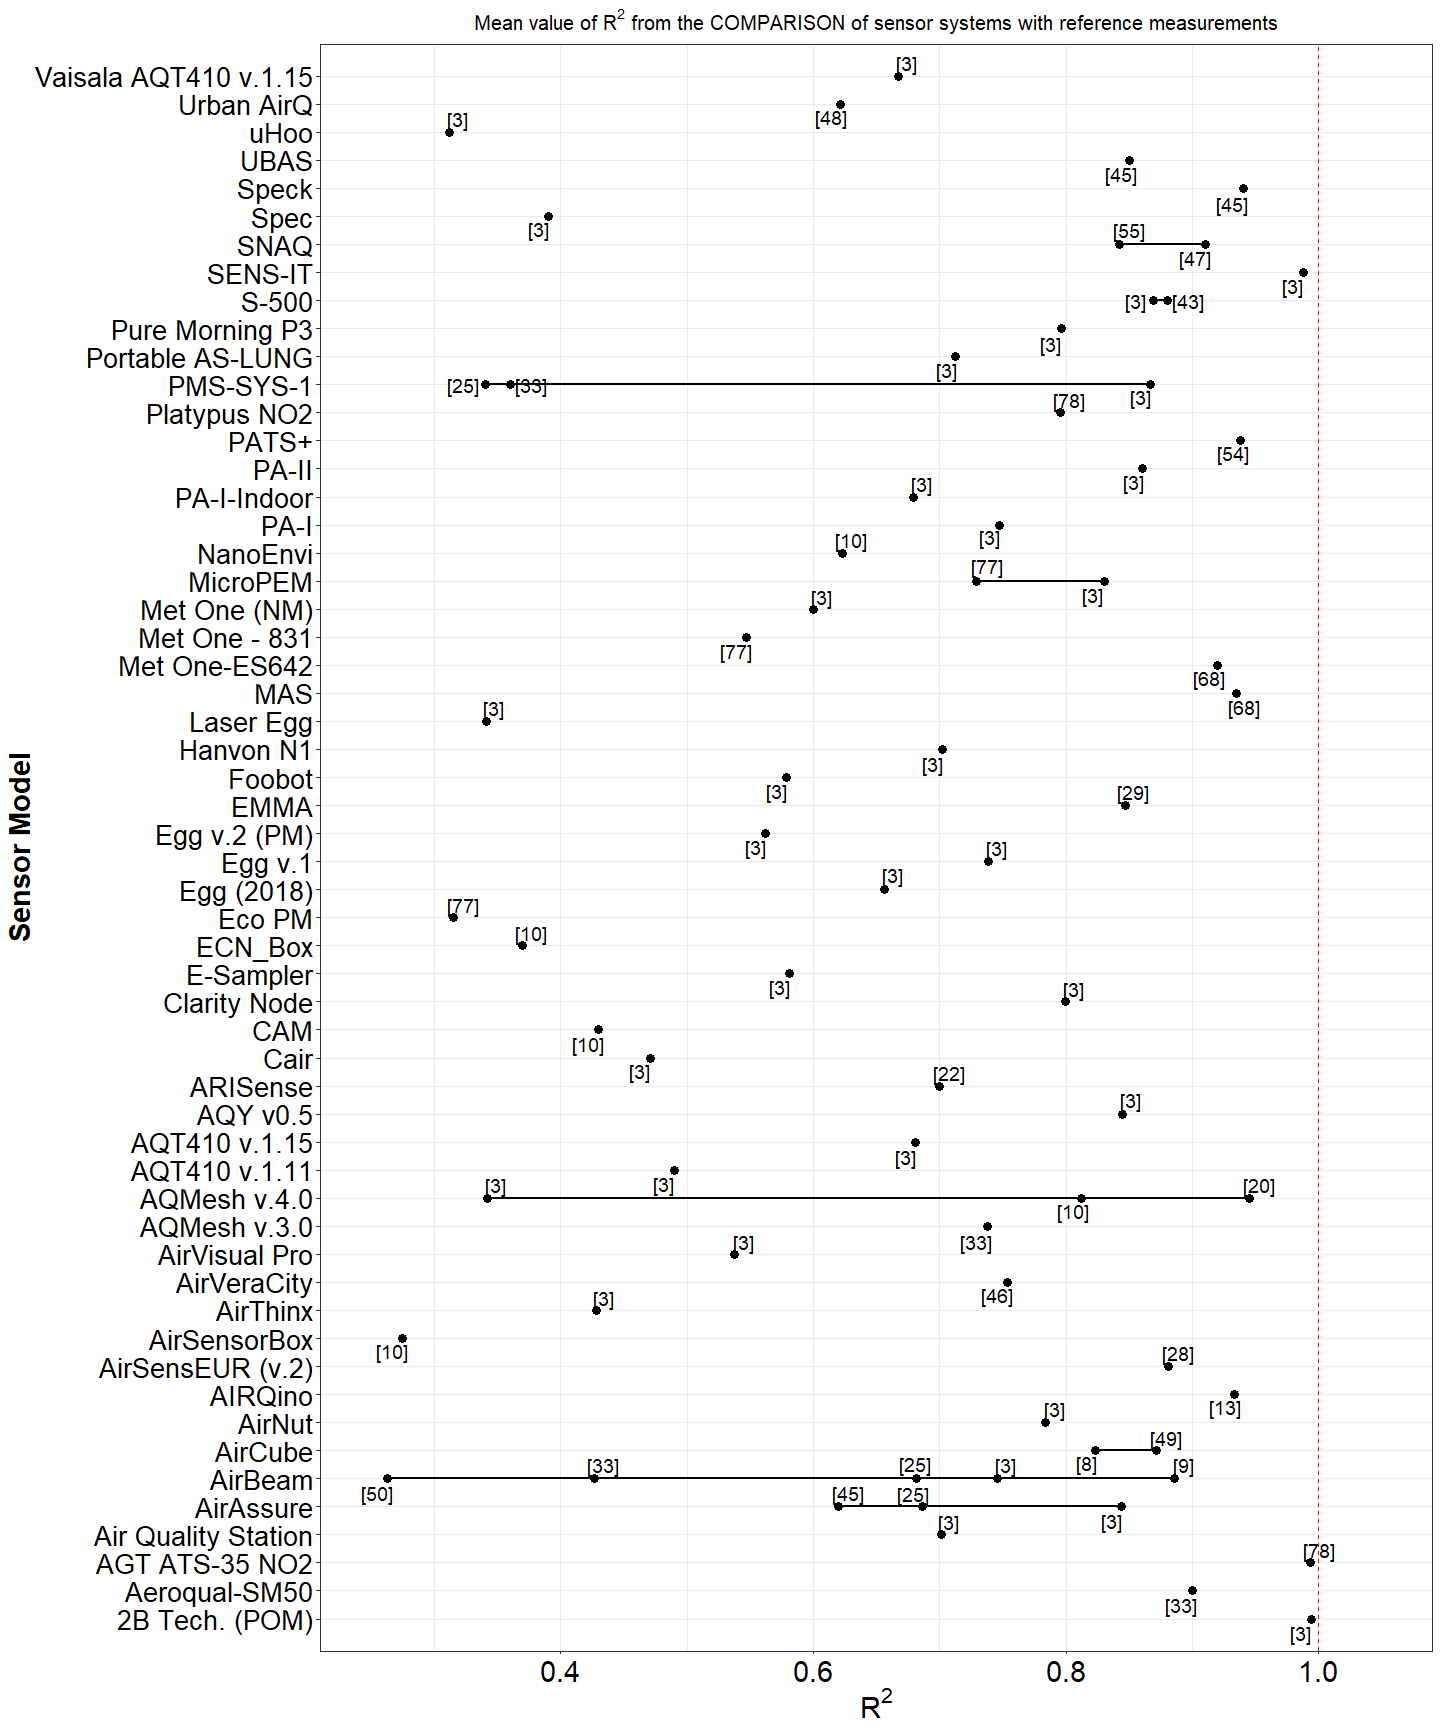 Mean value of R² from the COMPARISON of sensor systems with reference measurements
Sensor Model
Vaisala AQT410 v.1.15 [3]
Urban AirQ [48]
uHoo [3]
UBAS [45]
Speck [45]
Spec [3]
SNAQ [55] [47]
SENS-IT [3]
S-500 [3] [43]
Pure Morning P3 [3]
Portable AS-LUNG [3]
PMS-SYS-1 [25] [33] [3]
Platypus NO2 [78]
PATS+ [54]
PA-II [3]
PA-I-Indoor [3]
PA-I [3]
NanoEnvi [10]
MicroPEM [77] [3]
Met One (NM) [3]
Met One - 831 [77]
Met One-ES642 [68]
MAS [68]
Laser Egg [3]
Hanvon N1 [3]
Foobot [3]
EMMA [29]
Egg v.2 (PM) [3]
Egg v.1 [3]
Egg (2018) [3]
Eco PM [77]
ECN_Box [10]
E-Sampler [3]
Clarity Node [3]
CAM [10]
Cair [3]
ARISense [22]
AQY v0.5 [3]
AQT410 v.1.15 [3]
AQT410 v.1.11 [3]
AQMesh v.4.0 [3] [10] [20]
AQMesh v.3.0 [33]
AirVisual Pro [3]
AirVeraCity [46]
AirThinx [3]
AirSensorBox [10]
AirSensEUR (v.2) [28]
AIRQino [13]
AirNut [3]
AirCube [8] [49]
AirBeam [50] [33] [25] [3] [9]
AirAssure [45] [25] [3]
Air Quality Station [3]
AGT ATS-35 NO2 [78]
Aeroqual-SM50 [33]
2B Tech. (POM) [3]
0.4 0.6 0.8 1.0
R²